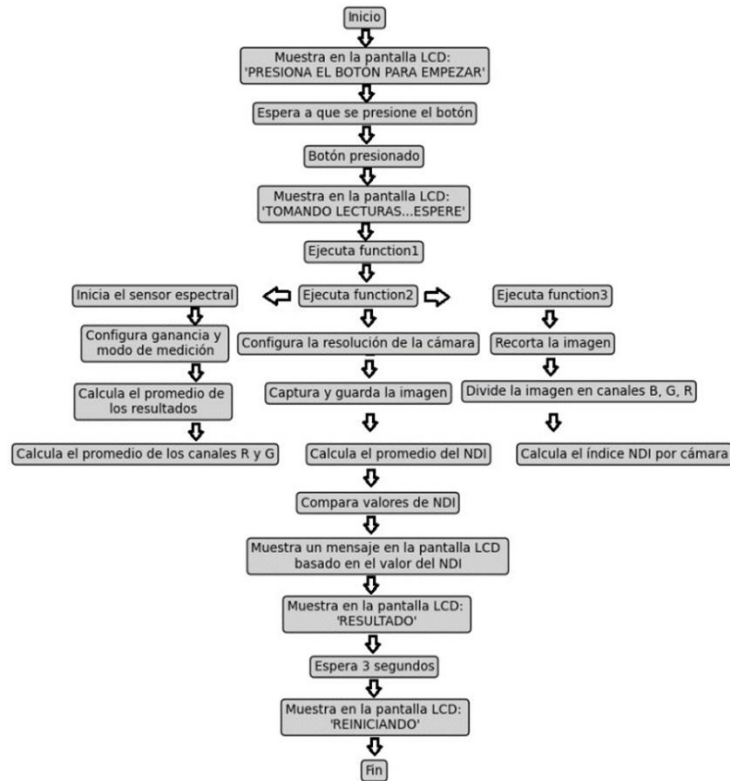 Inicio
Muestra en la pantalla LCD:
'PRESIONA EL BOTÓN PARA EMPEZAR'
Espera a que se presione el botón
Botón presionado
Muestra en la pantalla LCD:
'TOMANDO LECTURAS...ESPERE'
Ejecuta function1
Inicia el sensor espectral
Ejecuta function2
Ejecuta function3
Configura ganancia y
modo de medición
Configura la resolución de la cámara
Recorta la imagen
Calcula el promedio de
los resultados
Captura y guarda la imagen
Divide la imagen en canales B, G, R
Calcula el promedio de los canales R y G
Calcula el promedio del NDI
Calcula el índice NDI por cámara
Compara valores de NDI
Muestra un mensaje en la pantalla LCD
basado en el valor del NDI
Muestra en la pantalla LCD:
'RESULTADO'
Espera 3 segundos
Muestra en la pantalla LCD:
'REINICIANDO'
Fin